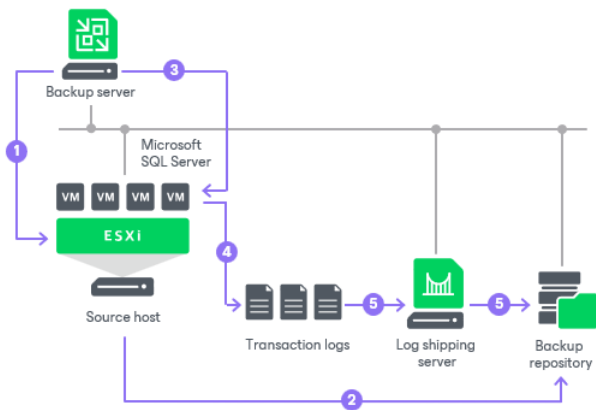 3
Backup server
1
Microsoft
SQL Server
VM VM VM VM
ESXi
4
Source host
Transaction logs
5
Log shipping
server
5
Backup
repository
2